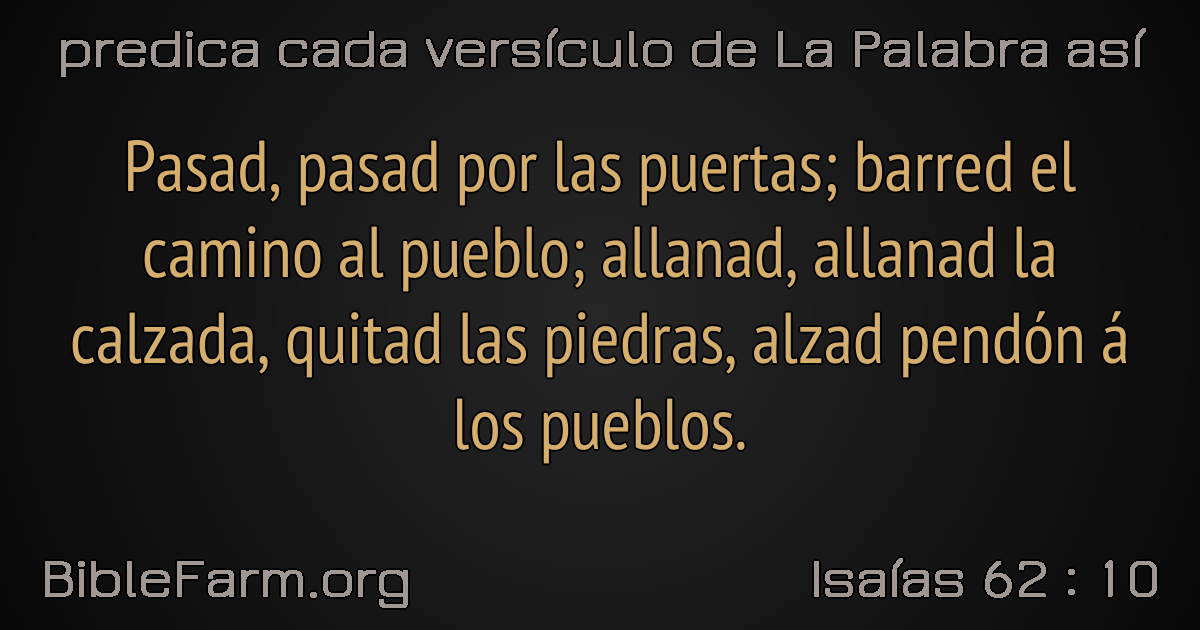 predica cada versículo de La Palabra así
Pasad, pasad por las puertas; barred el
camino al pueblo; allanad, allanad la
calzada, quitad las piedras, alzad pendón á
los pueblos.
BibleFarm.org
Isaías 62 : 10